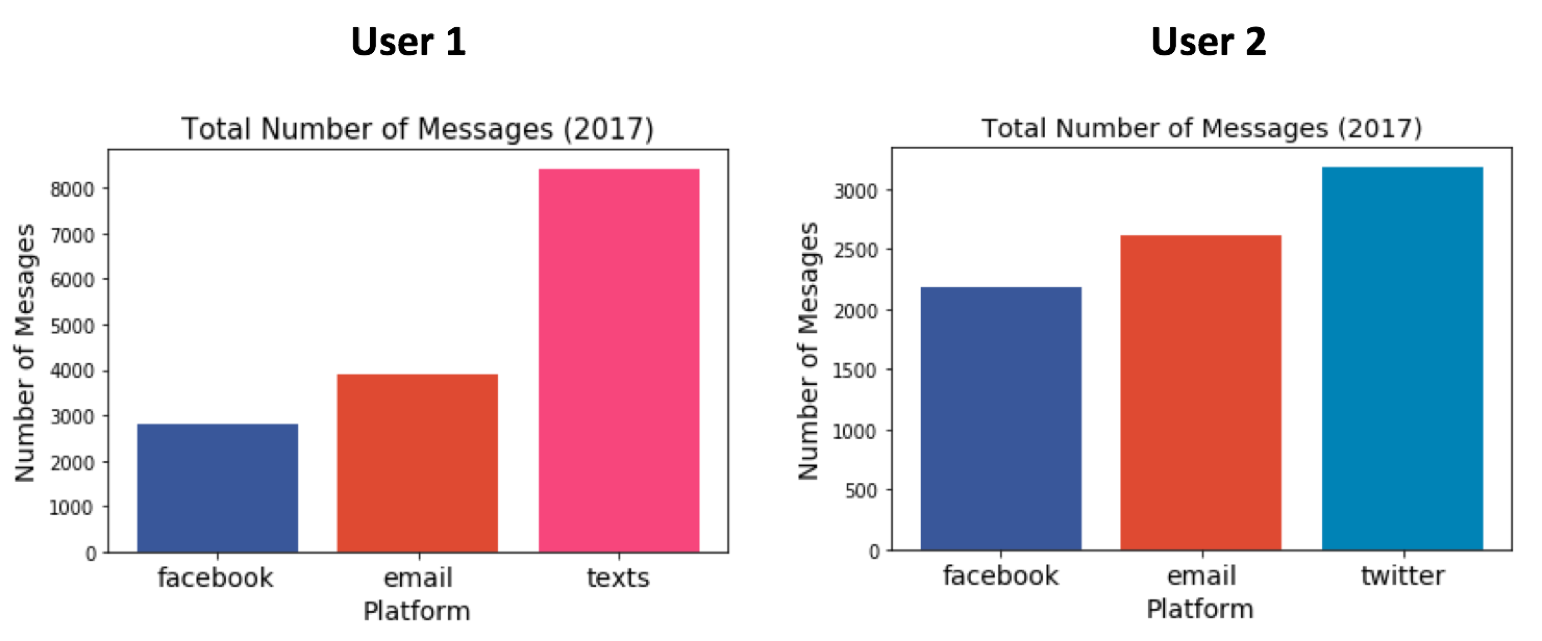 User 1
Total Number of Messages (2017)
Number of Mesages
8000
7000
6000
5000
4000
3000
2000
1000
0
facebook email texts
Platform
User 2
Total Number of Messages (2017)
Number of Mesages
3000
2500
2000
1500
1000
500
0
facebook email twitter
Platform